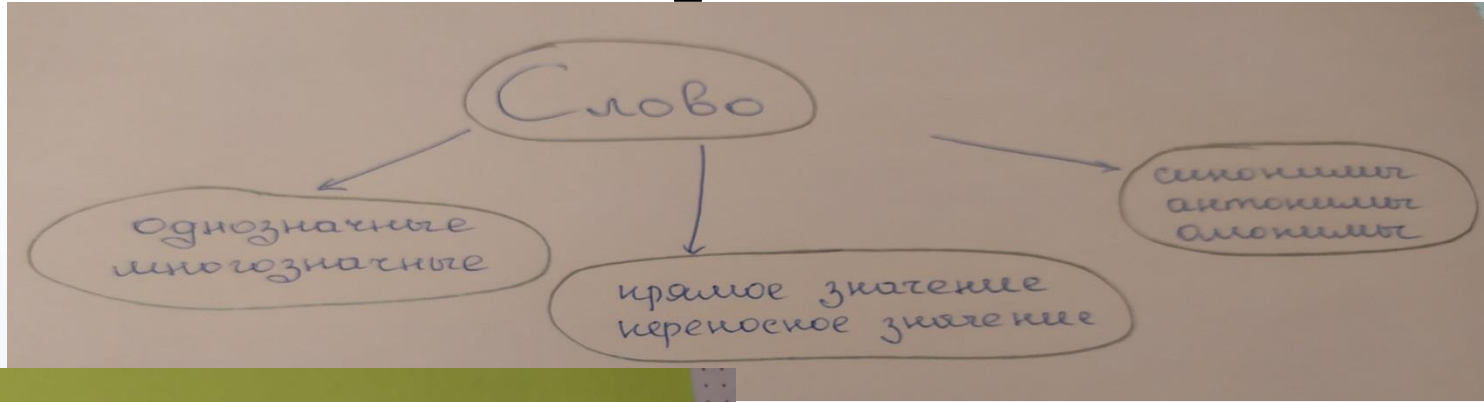 Слово
однозначные
многозначные
прямое значение
переносное значение
синонимы
антонимы
омонимы